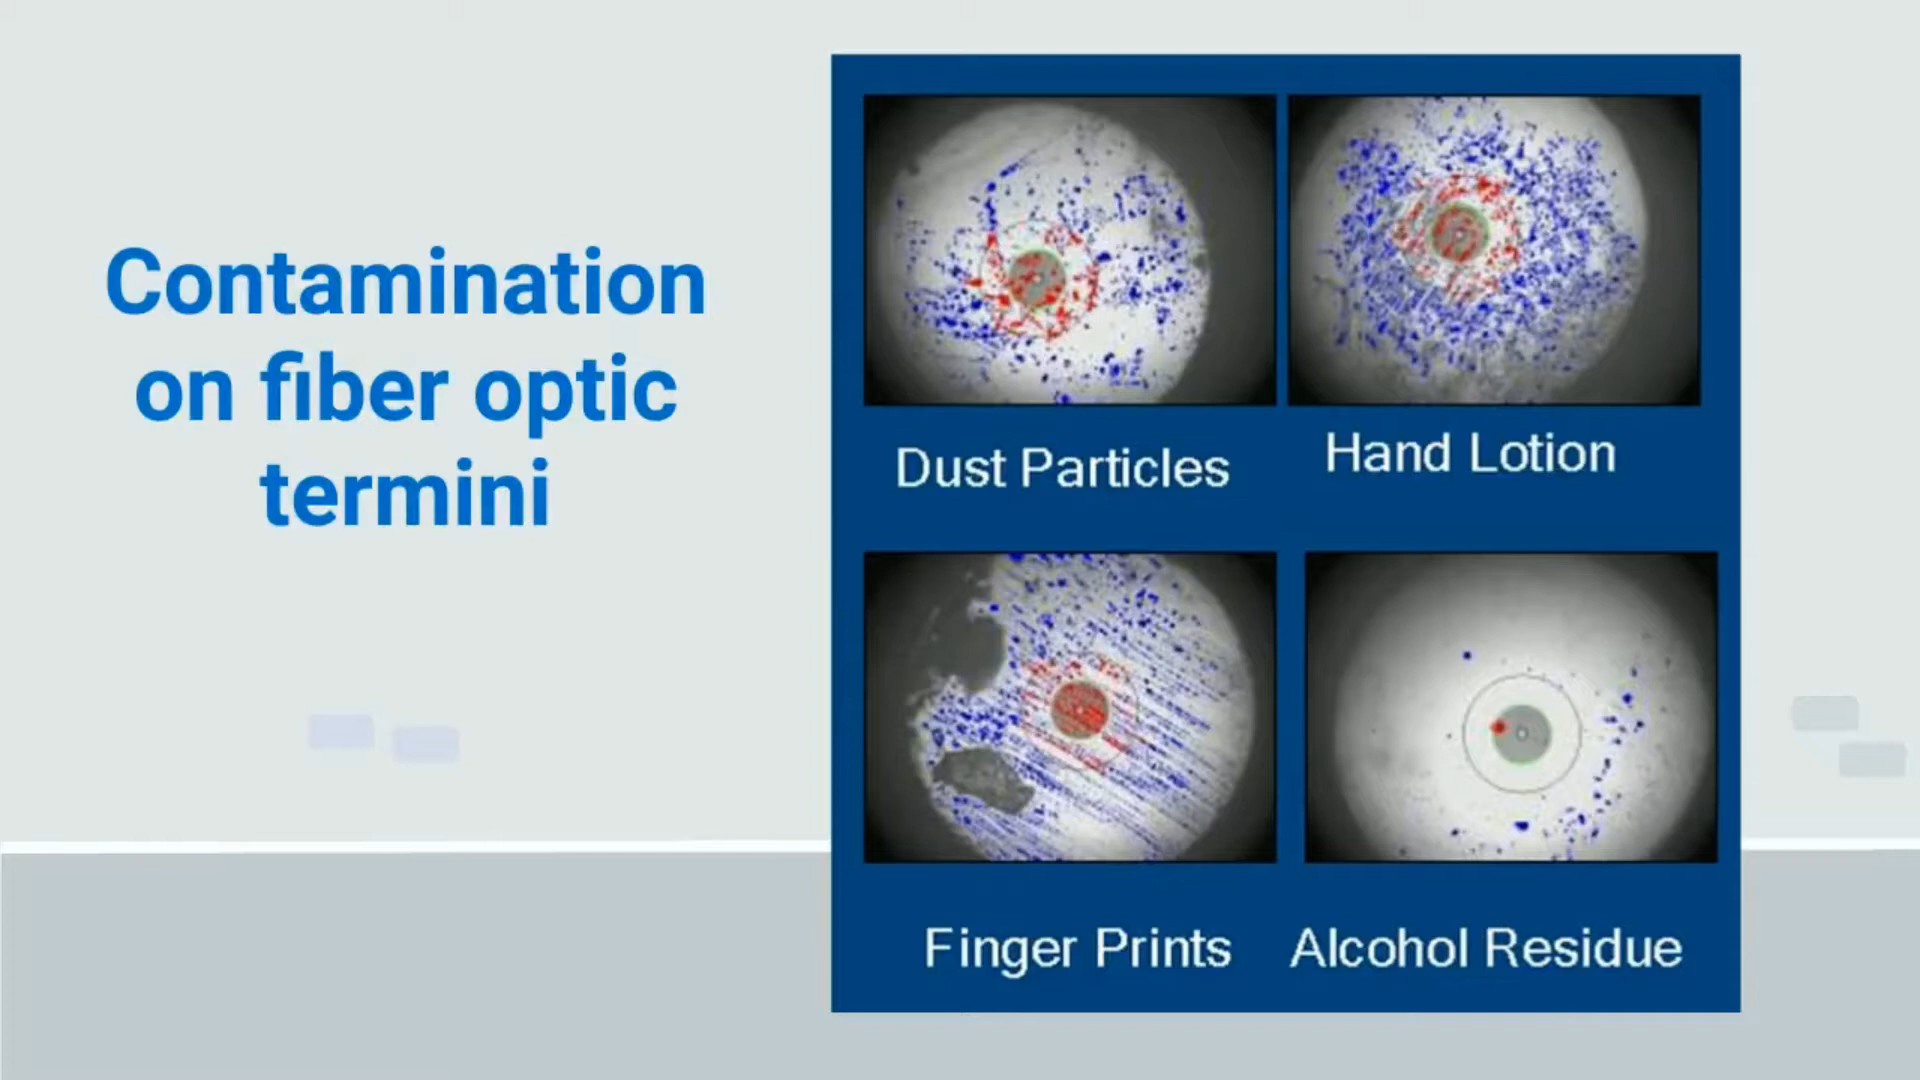 Contamination
on fiber optic
termini
Dust Particles
Hand Lotion
Finger Prints
Alcohol Residue